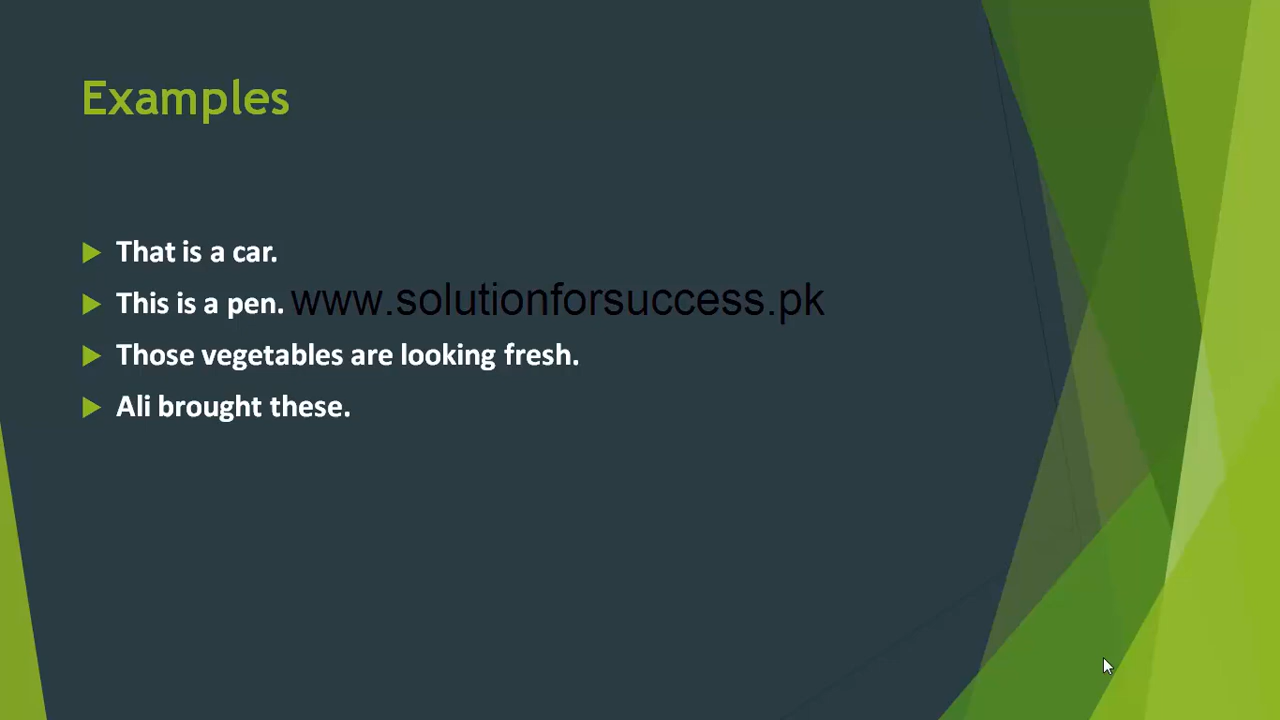 Examples
That is a car.
This is a pen. www.solutionforsuccess.pk
Those vegetables are looking fresh.
Ali brought these.